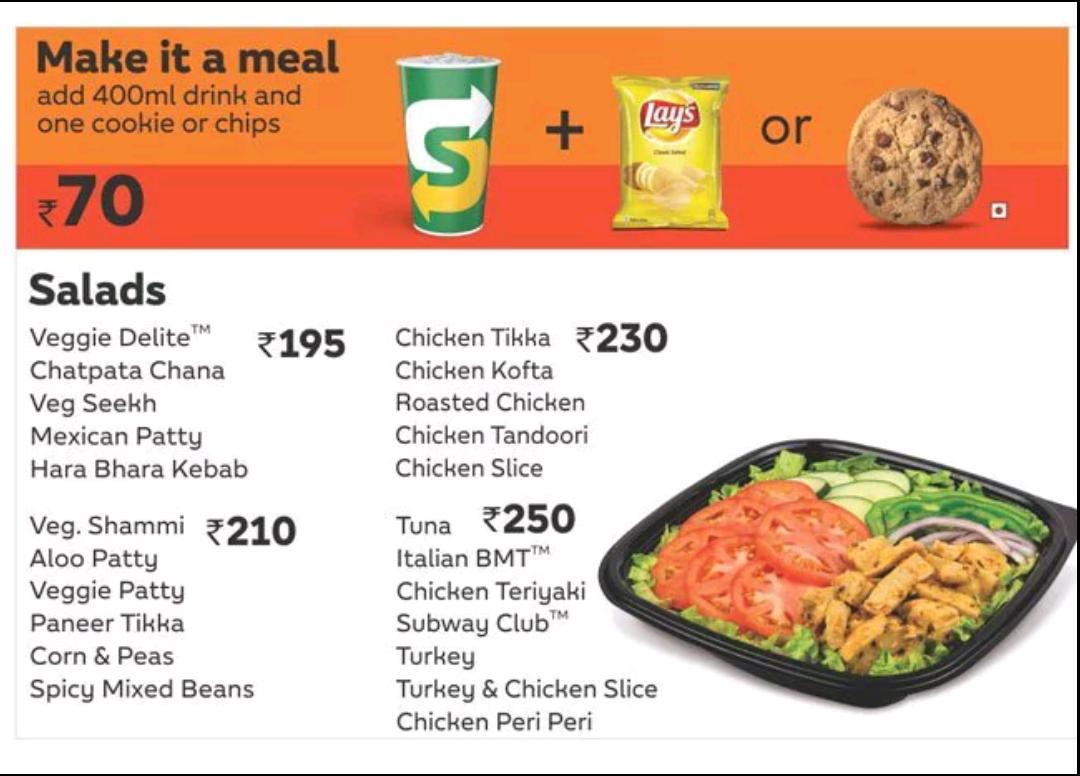 Make it a meal
add 400ml drink and
one cookie or chips
₹70
S
+
Lay's
Classic Salted
or
Salads
Veggie Delite™ ₹195
Chatpata Chana
Veg Seekh
Mexican Patty
Hara Bhara Kebab
Chicken Tikka ₹230
Chicken Kofta
Roasted Chicken
Chicken Tandoori
Chicken Slice
Veg. Shammi ₹210
Aloo Patty
Veggie Patty
Paneer Tikka
Corn & Peas
Spicy Mixed Beans
Tuna ₹250
Italian BMT™
Chicken Teriyaki
Subway Club™
Turkey
Turkey & Chicken Slice
Chicken Peri Peri